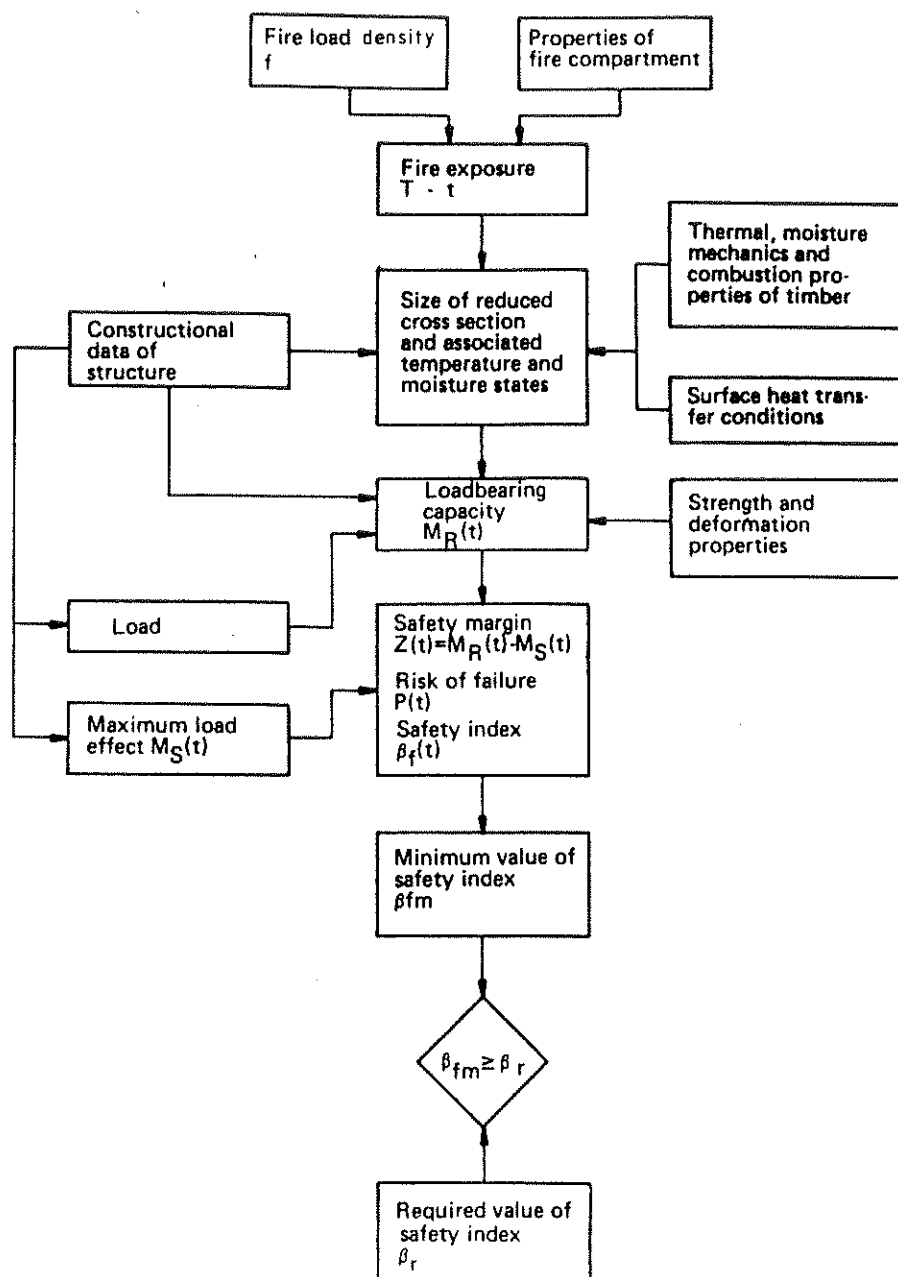 Fire load density
f
Properties of
fire compartment
Fire exposure
T - t
Thermal, moisture
mechanics and
combustion pro-
perties of timber
Size of reduced
cross section
and associated
temperature and
moisture states
Constructional
data of
structure
Surface heat trans-
fer conditions
Loadbearing
capacity
M_R(t)
Strength and
deformation
properties
Load
Safety margin
Z(t)=M_R(t)-M_S(t)
Risk of failure
P(t)
Safety index
β_f(t)
Maximum load
effect M_S(t)
Minimum value of
safety index
βfm
β_fm ≥ β_r
Required value of
safety index
β_r